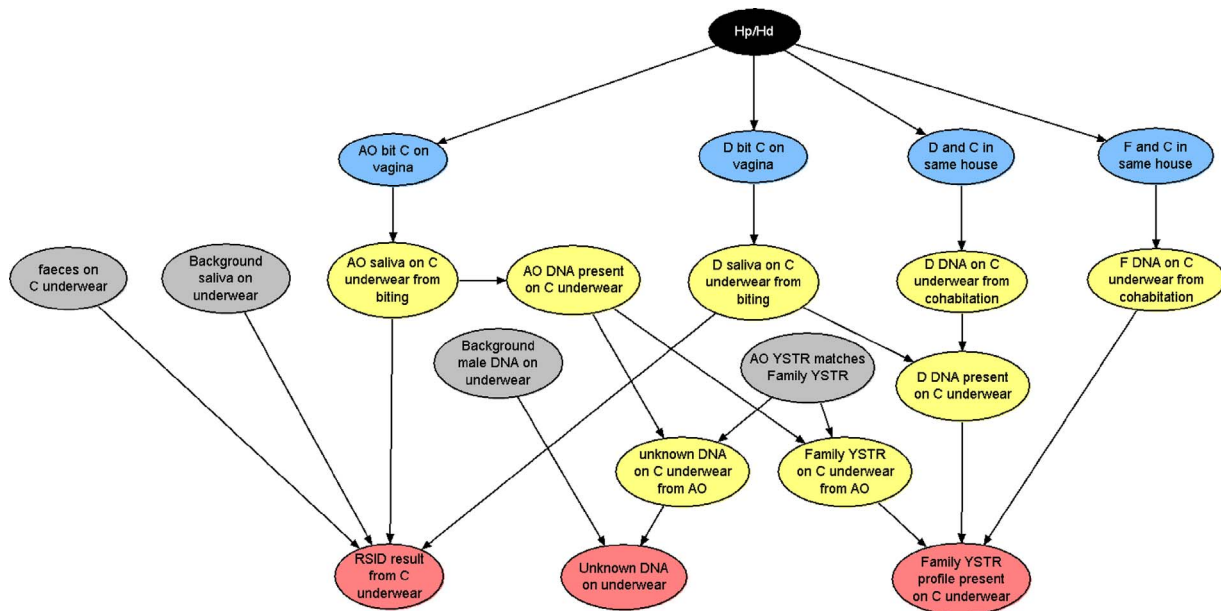 Hp/Hd
AO bit C on
vagina
D bit C on
vagina
D and C in
same house
F and C in
same house
faeces on
C underwear
Background
saliva on
underwear
AO saliva on C
underwear from
biting
AO DNA present
on C underwear
D saliva on C
underwear from
biting
D DNA on C
underwear from
cohabitation
F DNA on C
underwear from
cohabitation
Background
male DNA on
underwear
AO YSTR matches
Family YSTR
D DNA present
on C underwear
unknown DNA
on C underwear
from AO
Family YSTR
on C underwear
from AO
RSID result
from C
underwear
Unknown DNA
on underwear
Family YSTR
profile present
on C underwear